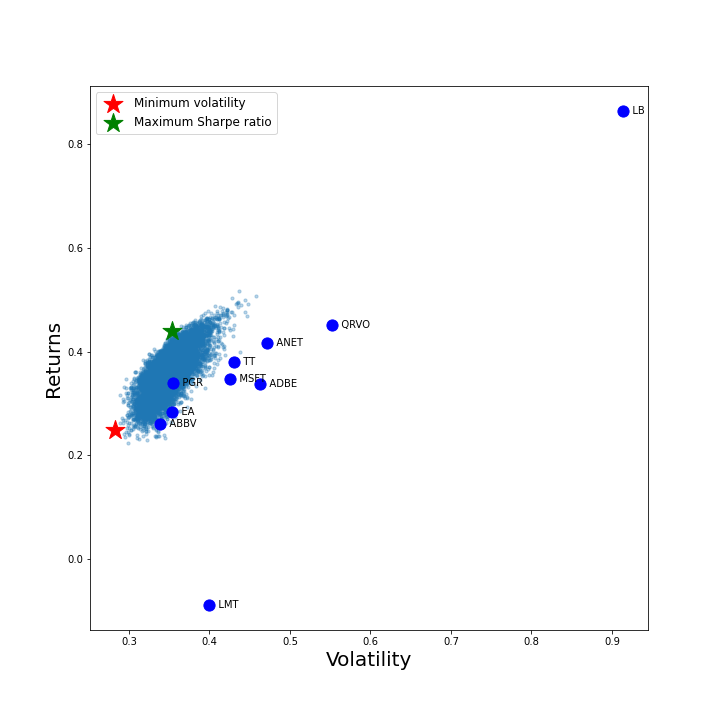 Minimum volatility
Maximum Sharpe ratio
LB
0.8
0.6
QRVO
ANET
0.4
TT
MSFT
PGR
ADBE
EA
ABBV
0.2
0.0
LMT
Returns
0.3 0.4 0.5 0.6 0.7 0.8 0.9
Volatility